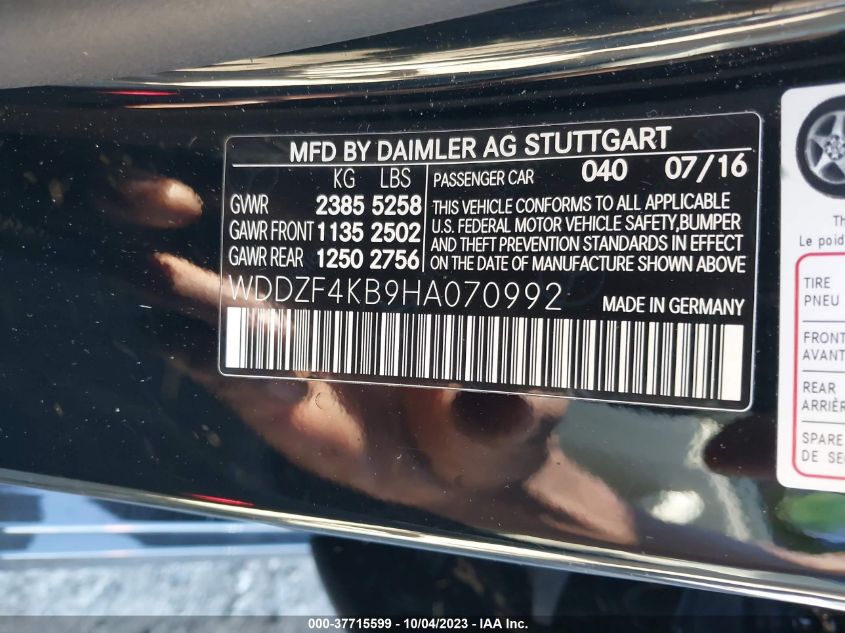 MFD BY DAIMLER AG STUTTGART
KG LBS
GVWR 2385 5258
GAWR FRONT 1135 2502
GAWR REAR 1250 2756
PASSENGER CAR 040 07/16
THIS VEHICLE CONFORMS TO ALL APPLICABLE
U.S. FEDERAL MOTOR VEHICLE SAFETY,BUMPER
AND THEFT PREVENTION STANDARDS IN EFFECT
ON THE DATE OF MANUFACTURE SHOWN ABOVE
WDDZF4KB9HA070992 MADE IN GERMANY
Th
Le poid
TIRE
PNEU
FRONT
AVANT
REAR
ARRIÈR
SPARE
DE SE
000-37715599 - 10/04/2023 - IAA Inc.